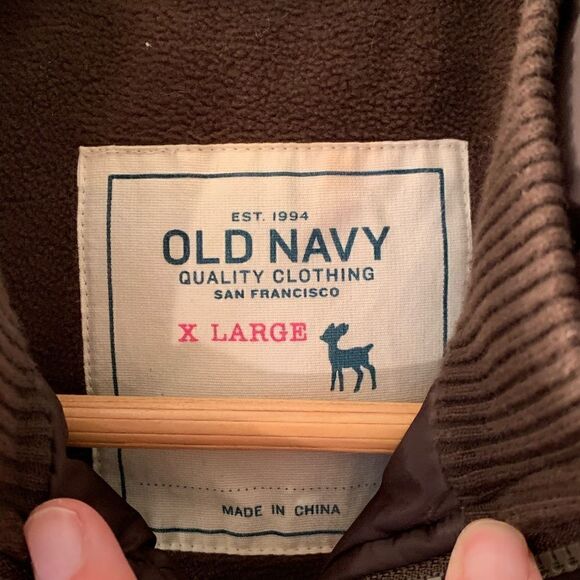 EST. 1994
OLD NAVY
QUALITY CLOTHING
SAN FRANCISCO
X LARGE
MADE IN CHINA